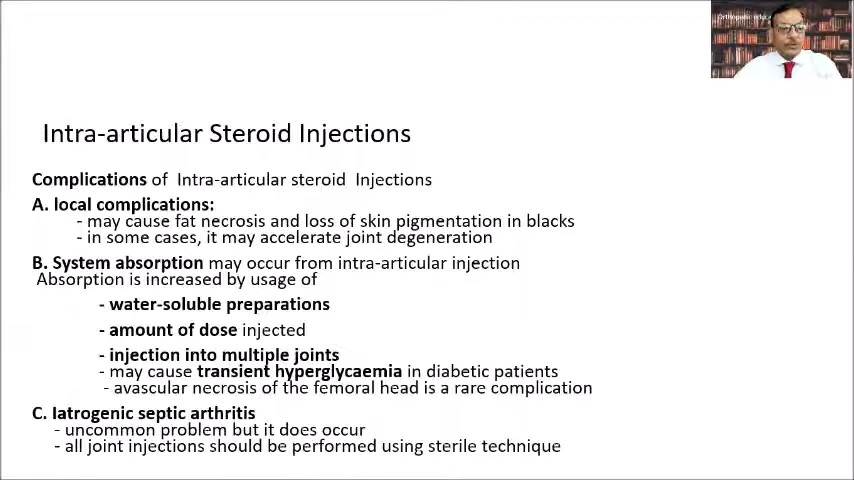 Orthopedic
Intra-articular Steroid Injections
Complications of Intra-articular steroid Injections
A. local complications:
- may cause fat necrosis and loss of skin pigmentation in blacks
- in some cases, it may accelerate joint degeneration
B. System absorption may occur from intra-articular injection
Absorption is increased by usage of
- water-soluble preparations
- amount of dose injected
- injection into multiple joints
- may cause transient hyperglycaemia in diabetic patients
- avascular necrosis of the femoral head is a rare complication
C. Iatrogenic septic arthritis
- uncommon problem but it does occur
- all joint injections should be performed using sterile technique